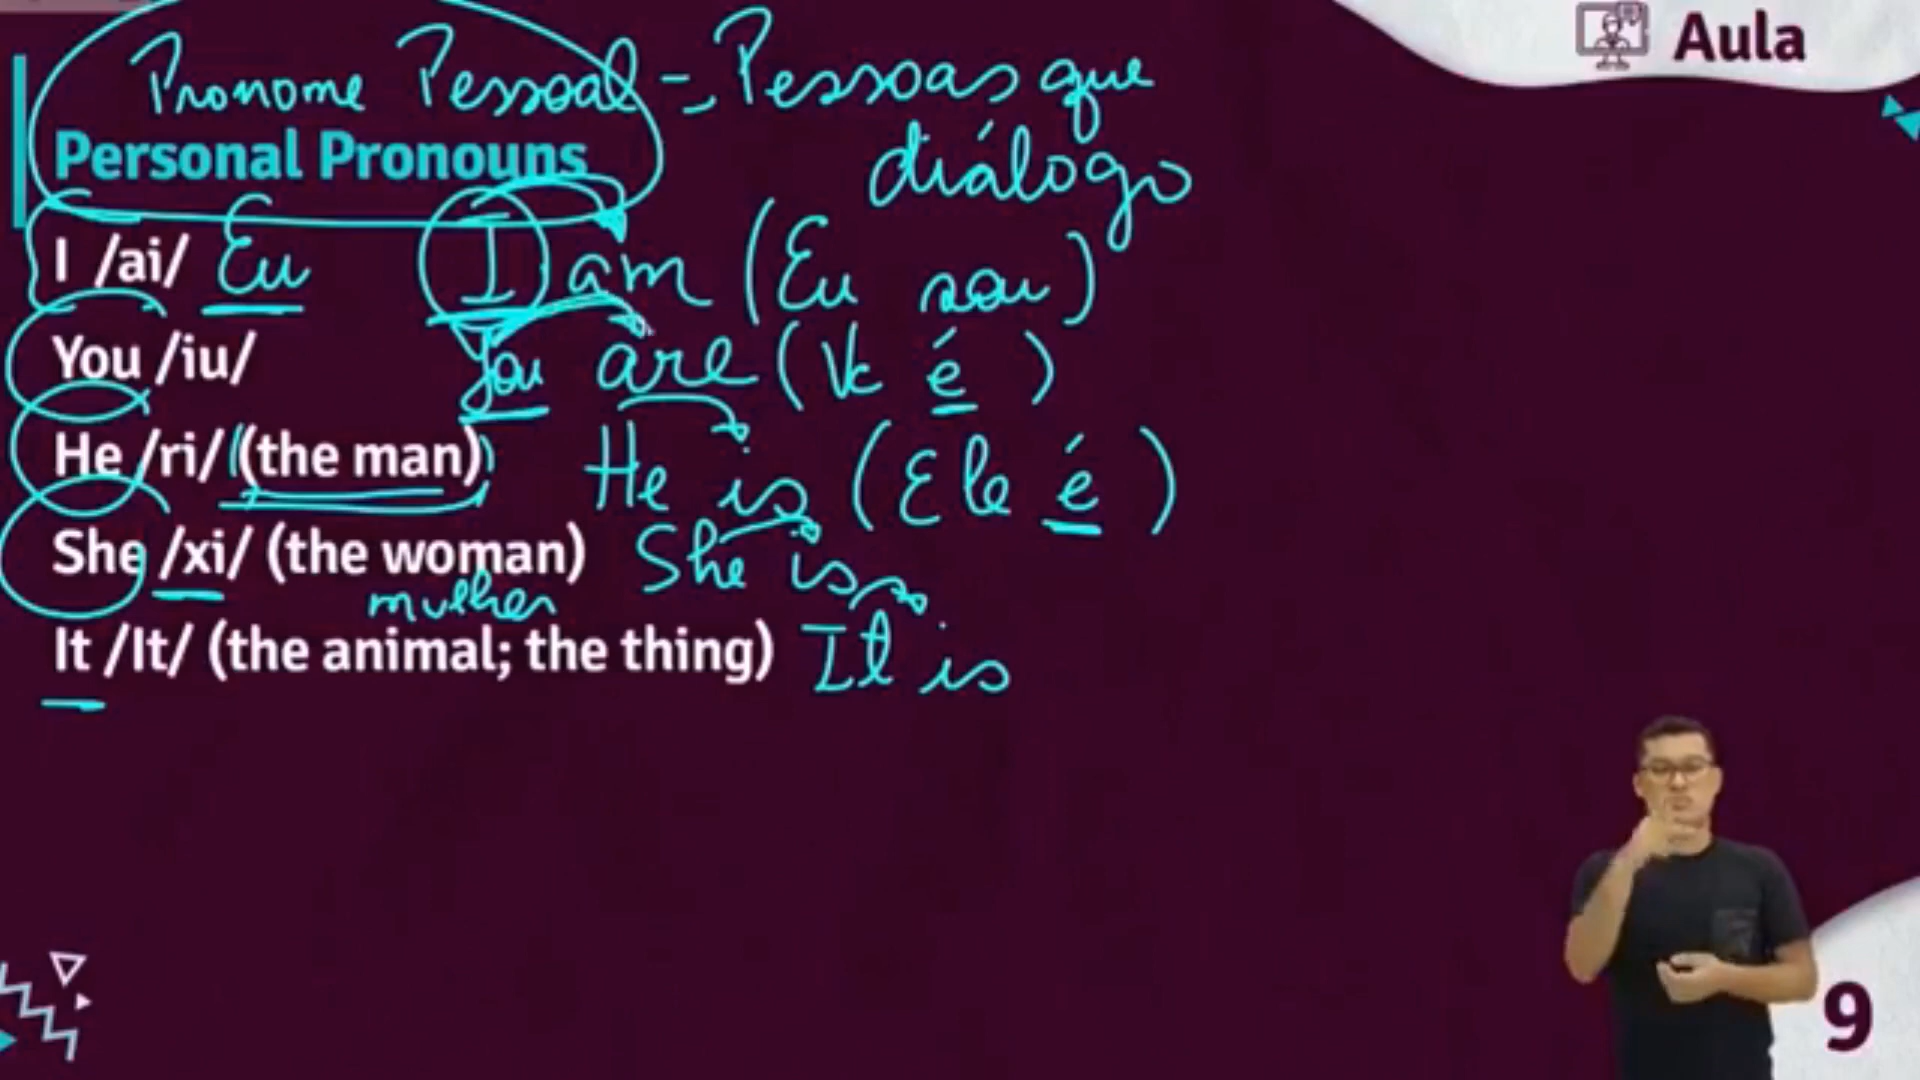 Aula
Pronome Pessoal - Pessoas que
diálogo
Personal Pronouns
I /ai/ Eu I am (Eu sou)
You /iu/ You are (Vc é)
He /ri/ (the man) He is (Ele é)
She /xi/ (the woman) She is
mulher
It /It/ (the animal; the thing) It is
9